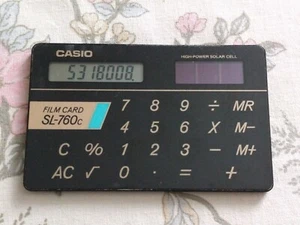 CASIO
HIGH-POWER SOLAR CELL
5318008.
FILM CARD
SL-760C
7 8 9 ÷ MR
4 5 6 X M-
C % 1 2 3 - M+
AC √ 0 · = +